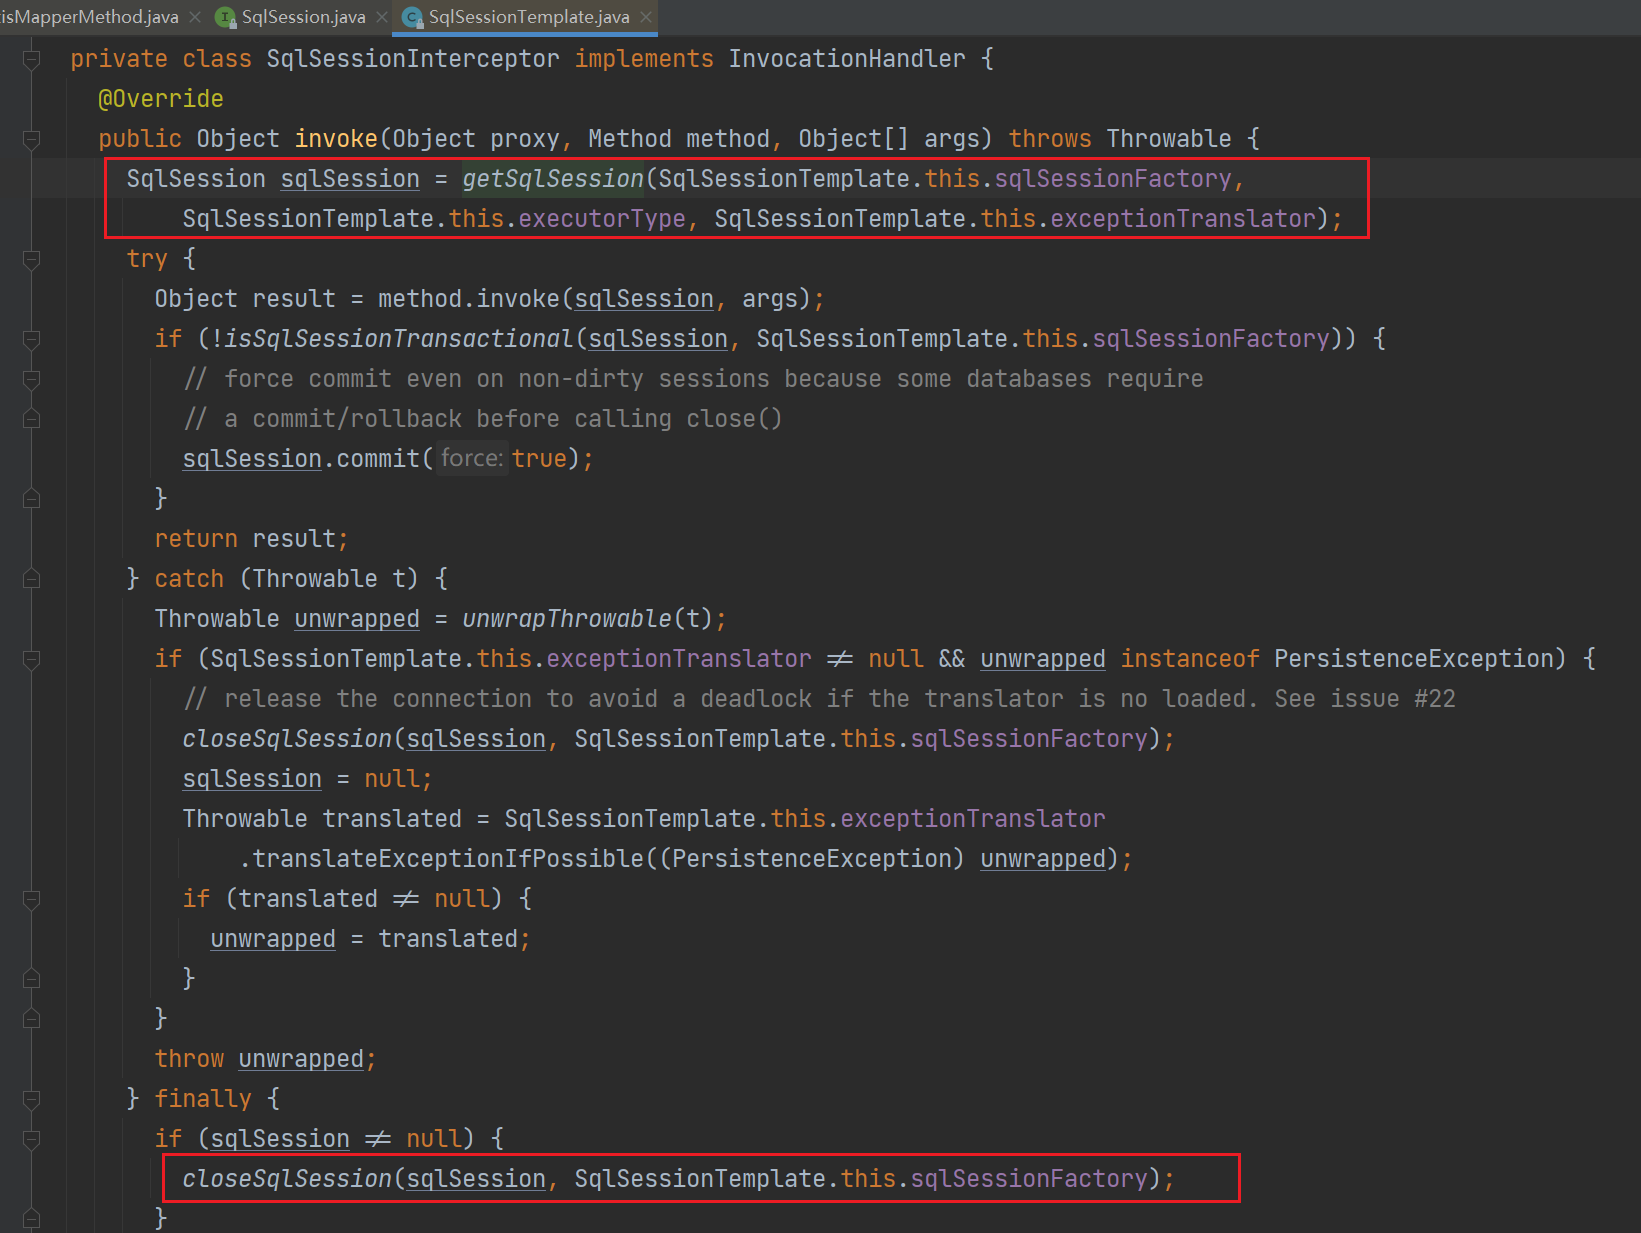 isMapperMethod.java SqlSession.java SqlSessionTemplate.java
private class SqlSessionInterceptor implements InvocationHandler {
@Override
public Object invoke(Object proxy, Method method, Object[] args) throws Throwable {
SqlSession sqlSession = getSqlSession(SqlSessionTemplate.this.sqlSessionFactory,
SqlSessionTemplate.this.executorType, SqlSessionTemplate.this.exceptionTranslator);
try {
Object result = method.invoke(sqlSession, args);
if (!isSqlSessionTransactional(sqlSession, SqlSessionTemplate.this.sqlSessionFactory)) {
// force commit even on non-dirty sessions because some databases require
// a commit/rollback before calling close()
sqlSession.commit( force: true);
}
return result;
} catch (Throwable t) {
Throwable unwrapped = unwrapThrowable(t);
if (SqlSessionTemplate.this.exceptionTranslator ≠ null && unwrapped instanceof PersistenceException) {
// release the connection to avoid a deadlock if the translator is no loaded. See issue #22
closeSqlSession(sqlSession, SqlSessionTemplate.this.sqlSessionFactory);
sqlSession = null;
Throwable translated = SqlSessionTemplate.this.exceptionTranslator
.translateExceptionIfPossible((PersistenceException) unwrapped);
if (translated ≠ null) {
unwrapped = translated;
}
}
throw unwrapped;
} finally {
if (sqlSession ≠ null) {
closeSqlSession(sqlSession, SqlSessionTemplate.this.sqlSessionFactory);
}